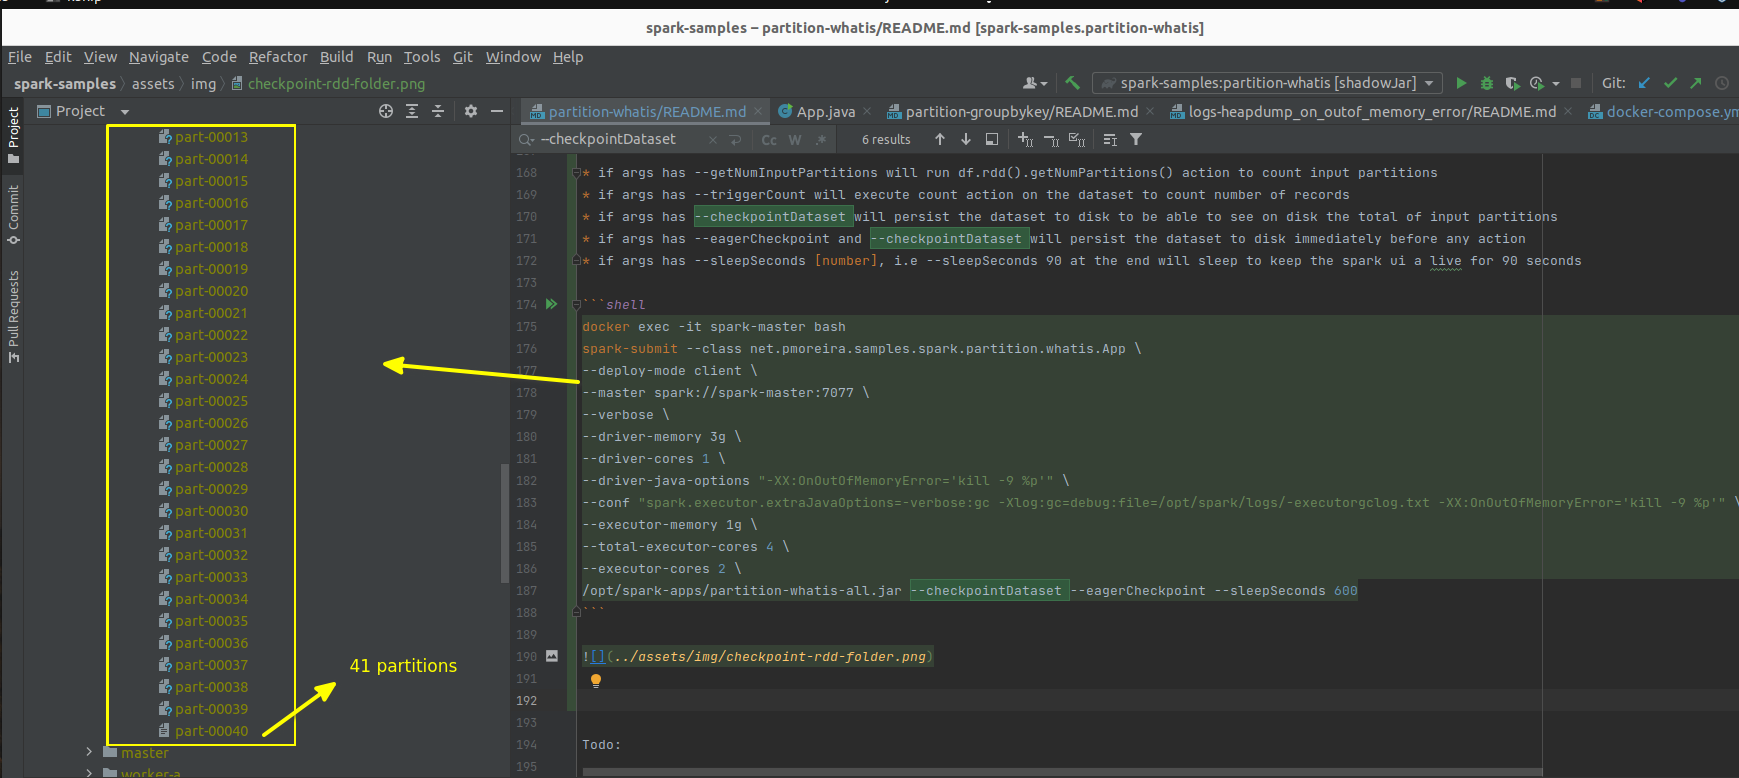 spark-samples – partition-whatis/README.md [spark-samples.partition-whatis]
File Edit View Navigate Code Refactor Build Run Tools Git Window Help
spark-samples assets img checkpoint-rdd-folder.png
spark-samples:partition-whatis [shadowJar]
Git:
Project
partition-whatis/README.md
App.java
partition-groupbykey/README.md
logs-heapdump_on_outof_memory_error/README.md
docker-compose.ym
--checkpointDataset
Cc W .*
6 results
Project
Commit
Pull Requests
part-00013
part-00014
part-00015
part-00016
part-00017
part-00018
part-00019
part-00020
part-00021
part-00022
part-00023
part-00024
part-00025
part-00026
part-00027
part-00028
part-00029
part-00030
part-00031
part-00032
part-00033
part-00034
part-00035
part-00036
part-00037
part-00038
part-00039
part-00040
master
worker-a
41 partitions
168 * if args has --getNumInputPartitions will run df.rdd().getNumPartitions() action to count input partitions
169 * if args has --triggerCount will execute count action on the dataset to count number of records
170 * if args has --checkpointDataset will persist the dataset to disk to be able to see on disk the total of input partitions
171 * if args has --eagerCheckpoint and --checkpointDataset will persist the dataset to disk immediately before any action
172 * if args has --sleepSeconds [number], i.e --sleepSeconds 90 at the end will sleep to keep the spark ui a live for 90 seconds
173
174 ```shell
175 docker exec -it spark-master bash
176 spark-submit --class net.pmoreira.samples.spark.partition.whatis.App \
177 --deploy-mode client \
178 --master spark://spark-master:7077 \
179 --verbose \
180 --driver-memory 3g \
181 --driver-cores 1 \
182 --driver-java-options "-XX:OnOutOfMemoryError='kill -9 %p'" \
183 --conf "spark.executor.extraJavaOptions=-verbose:gc -Xlog:gc=debug:file=/opt/spark/logs/-executorgclog.txt -XX:OnOutOfMemoryError='kill -9 %p'" \
184 --executor-memory 1g \
185 --total-executor-cores 4 \
186 --executor-cores 2 \
187 /opt/spark-apps/partition-whatis-all.jar --checkpointDataset --eagerCheckpoint --sleepSeconds 600
188 ```
189
190 ![](../assets/img/checkpoint-rdd-folder.png)
191
192
193
194 Todo:
195